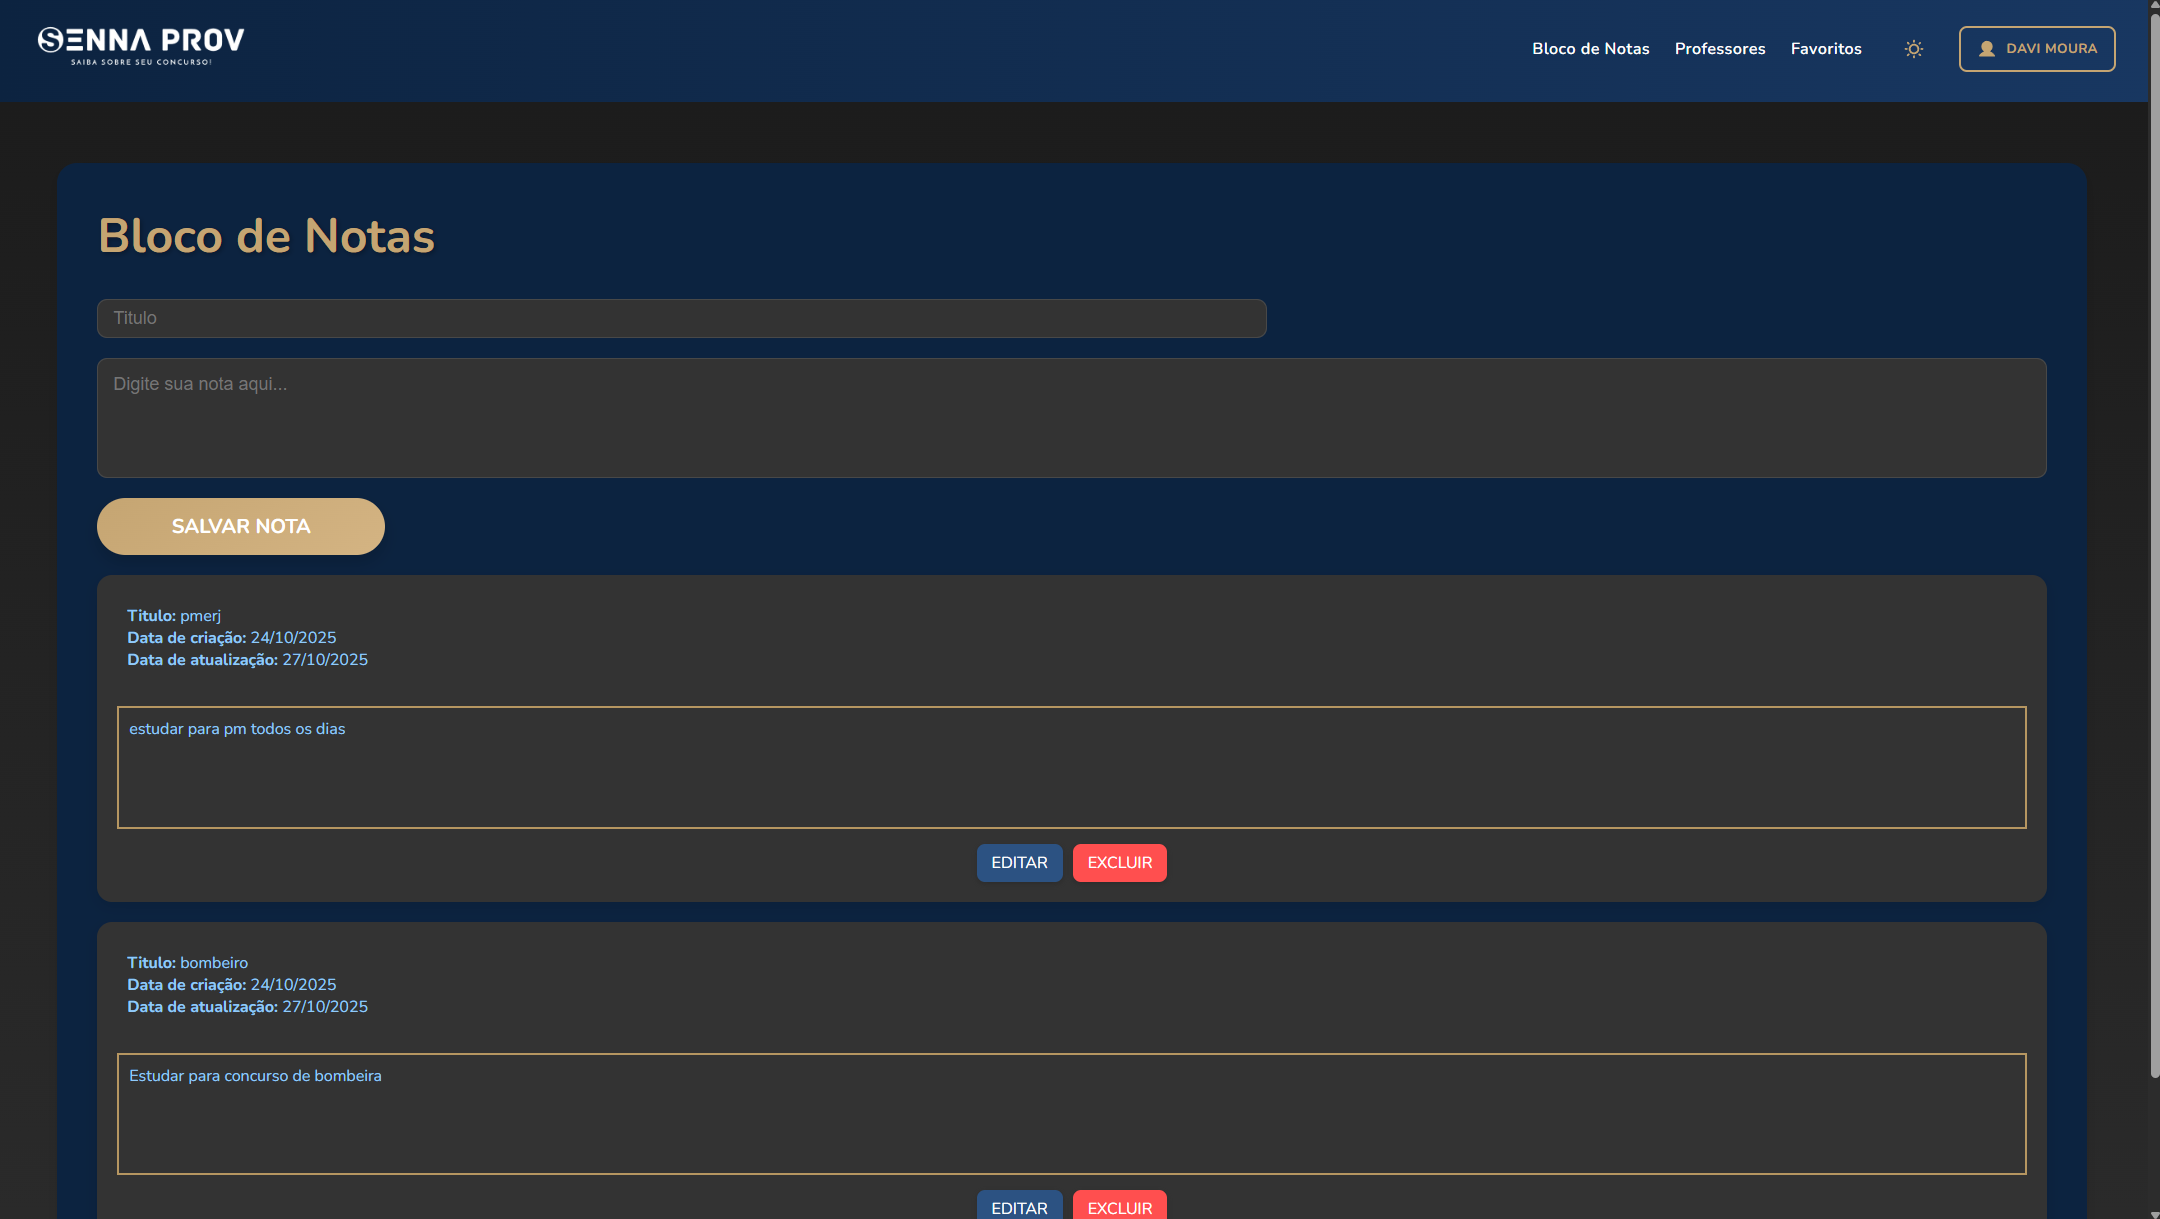 SENNA PROV
SAIBA SOBRE SEU CONCURSO!
Bloco de Notas
Professores
Favoritos
DAVI MOURA
Bloco de Notas
Titulo
Digite sua nota aqui...
SALVAR NOTA
Titulo: pmerj
Data de criação: 24/10/2025
Data de atualização: 27/10/2025
estudar para pm todos os dias
EDITAR
EXCLUIR
Titulo: bombeiro
Data de criação: 24/10/2025
Data de atualização: 27/10/2025
Estudar para concurso de bombeira
EDITAR
EXCLUIR